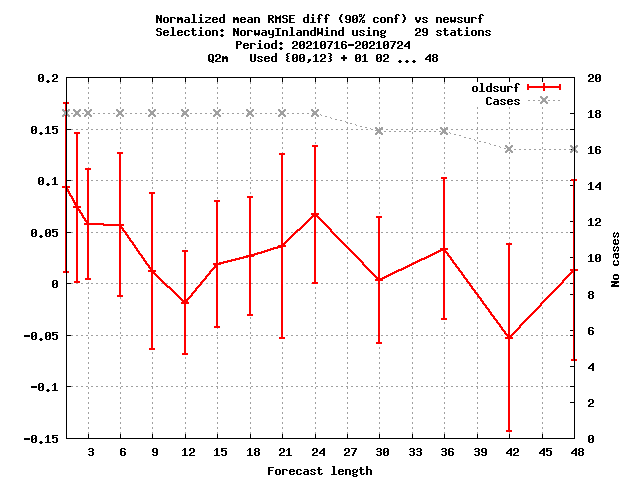 Normalized mean RMSE diff (90% conf) vs newsurf
Selection: NorwayInlandWind using    29 stations
Period: 20210716-20210724
Q2m   Used {00,12} + 01 02 ... 48
oldsurf
Cases
0.2
0.15
0.1
0.05
0
-0.05
-0.1
-0.15
20
18
16
14
12
10
8
6
4
2
0
No cases
3 6 9 12 15 18 21 24 27 30 33 36 39 42 45 48
Forecast length